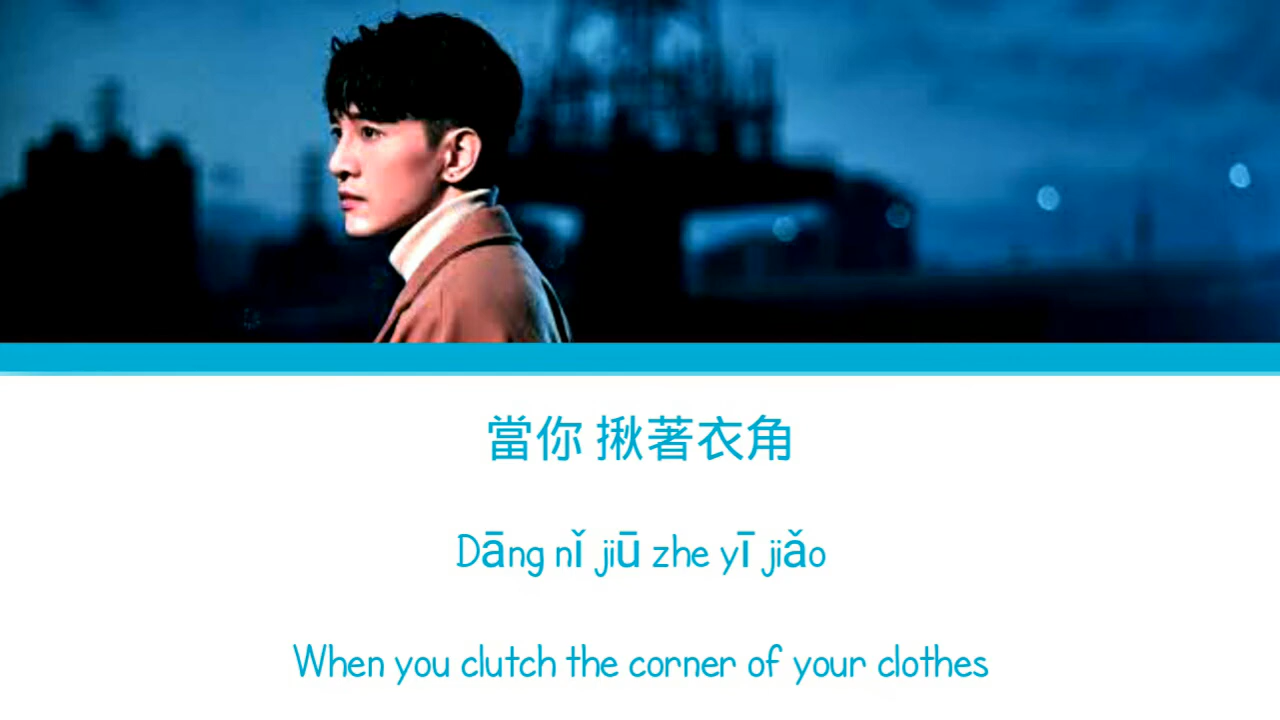 當你 揪著衣角
Dāng nǐ jiū zhe yī jiǎo
When you clutch the corner of your clothes